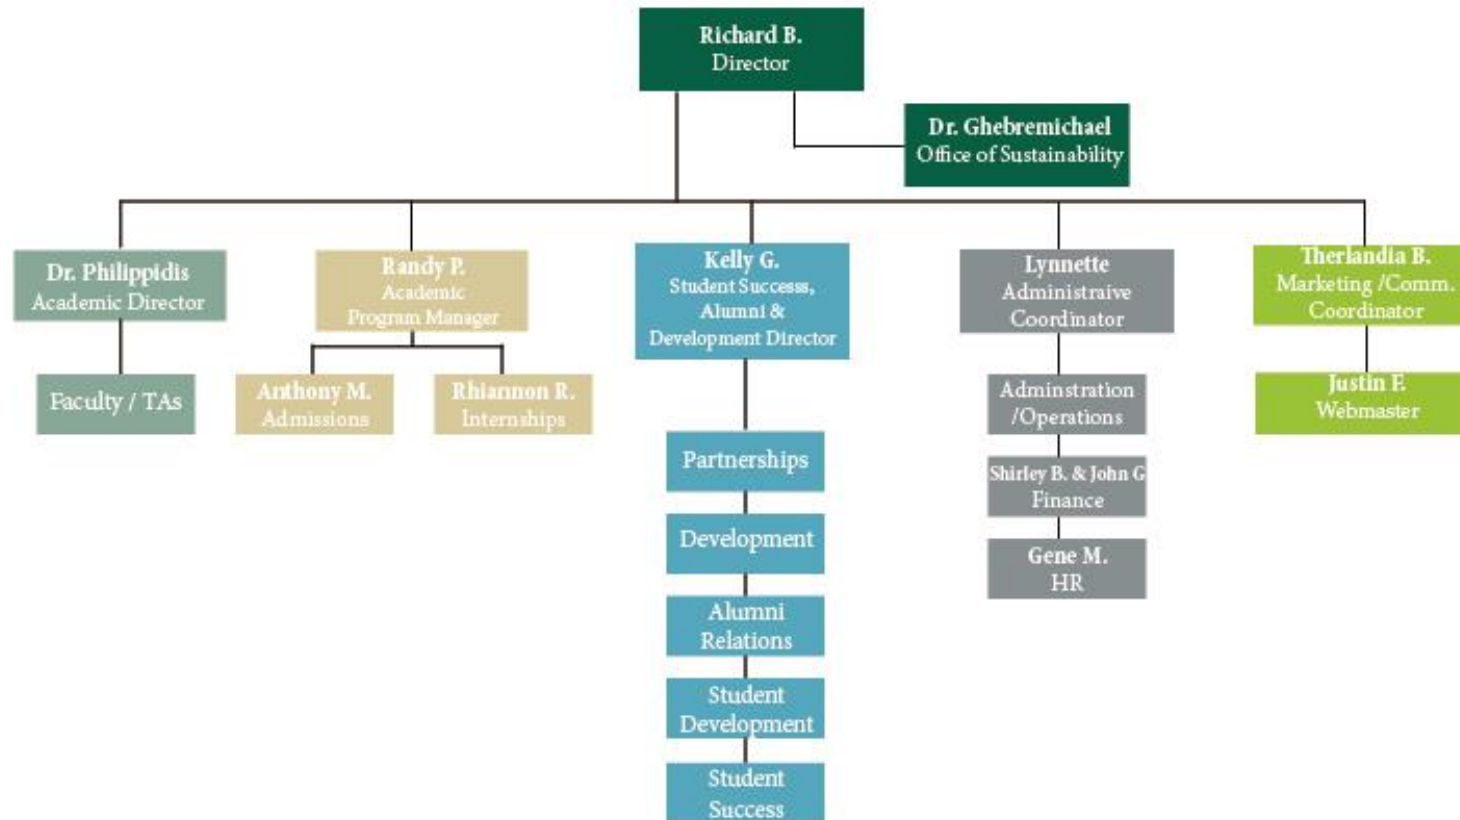 Richard B.
Director
Dr. Ghebremichael
Office of Sustainability
Dr. Philippidis
Academic Director
Faculty / TAs
Randy P.
Academic
Program Manager
Anthony M.
Admissions
Rhiannon R.
Internships
Kelly G.
Student Successs,
Alumni &
Development Director
Partnerships
Development
Alumni
Relations
Student
Development
Student
Success
Lynnette
Administraive
Coordinator
Adminstration
/Operations
Shirley B. & John G
Finance
Gene M.
HR
Therlandia B.
Marketing /Comm.
Coordinator
Justin F.
Webmaster